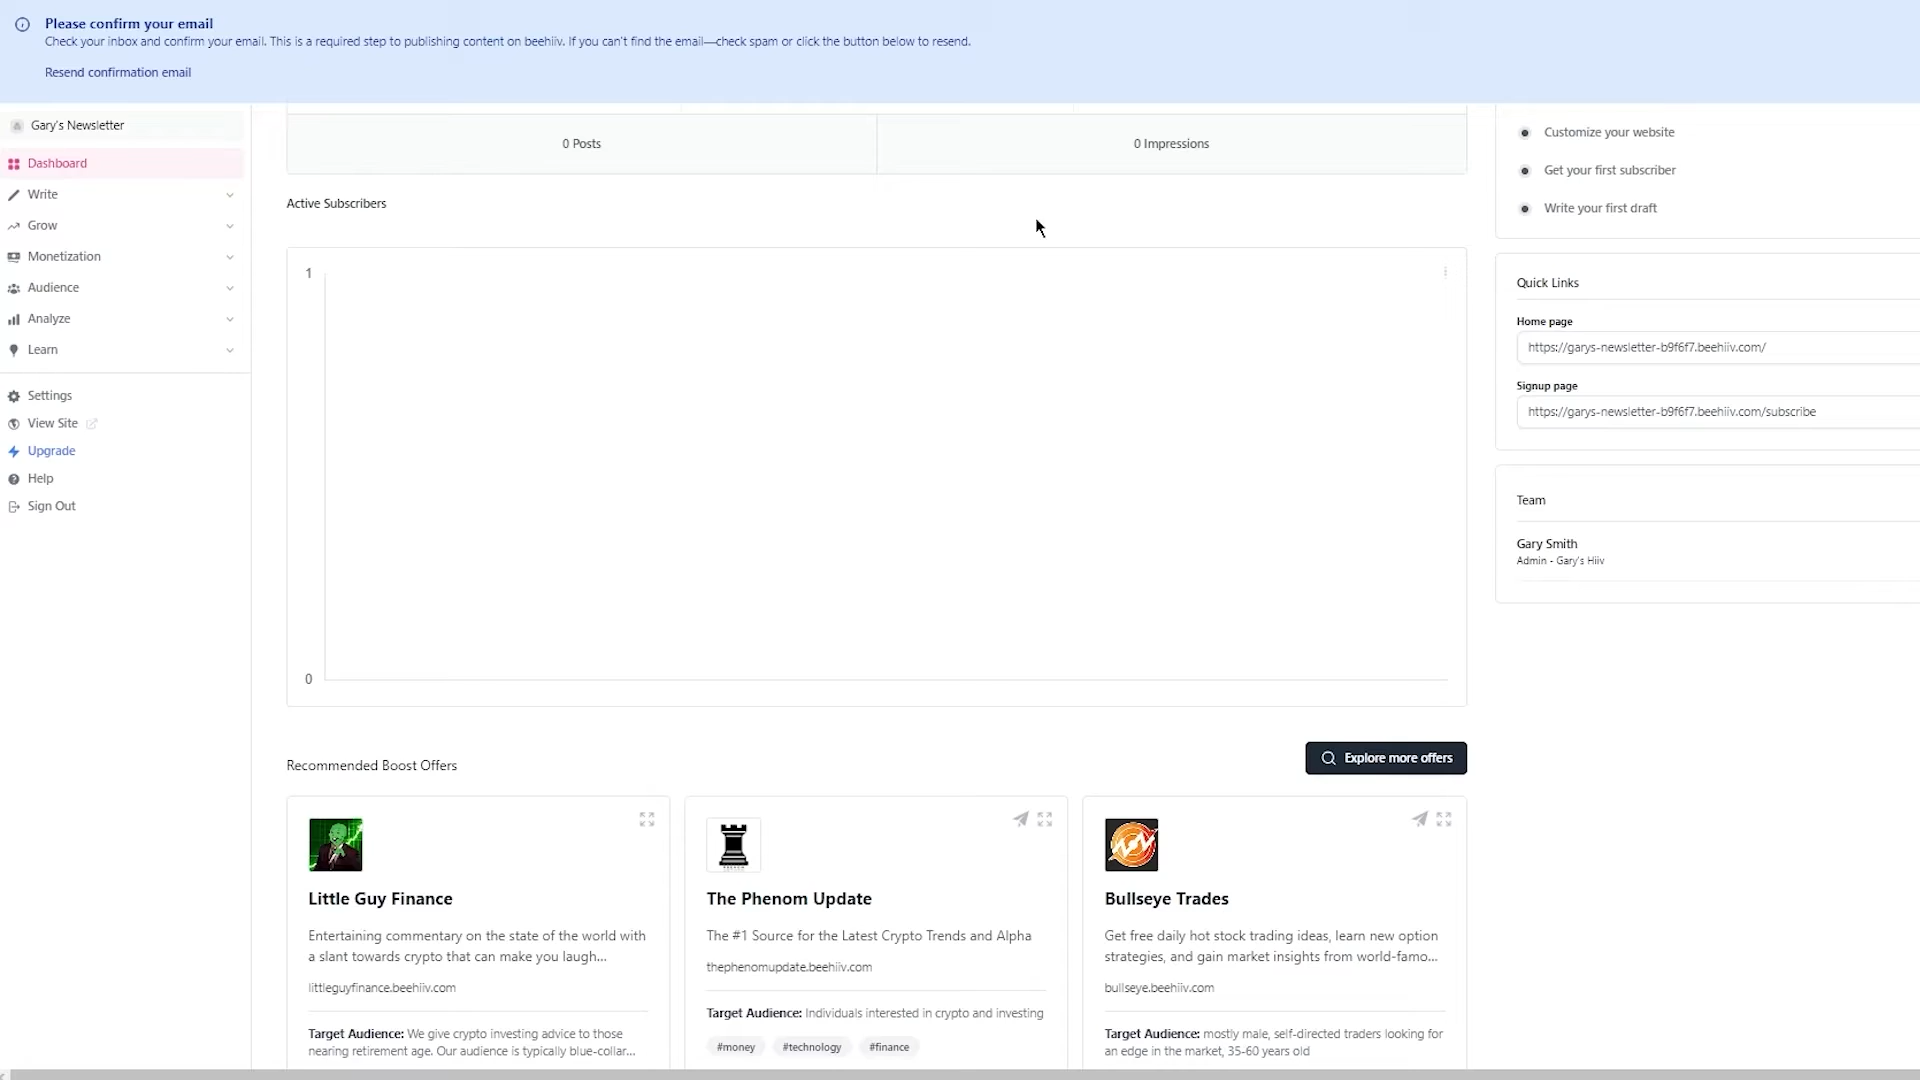 Please confirm your email
Check your inbox and confirm your email. This is a required step to publishing content on beehiiv. If you can't find the email—check spam or click the button below to resend.
Resend confirmation email
Gary's Newsletter
Dashboard
Write
Grow
Monetization
Audience
Analyze
Learn
Settings
View Site
Upgrade
Help
Sign Out
0 Posts
0 Impressions
Active Subscribers
1
0
Recommended Boost Offers
Explore more offers
Little Guy Finance
Entertaining commentary on the state of the world with
a slant towards crypto that can make you laugh...
littleguyfinance.beehiiv.com
Target Audience: We give crypto investing advice to those
nearing retirement age. Our audience is typically blue-collar...
The Phenom Update
The #1 Source for the Latest Crypto Trends and Alpha
thephenomupdate.beehiiv.com
Target Audience: Individuals interested in crypto and investing
#money #technology #finance
Bullseye Trades
Get free daily hot stock trading ideas, learn new option
strategies, and gain market insights from world-famo...
bullseye.beehiiv.com
Target Audience: mostly male, self-directed traders looking for
an edge in the market, 35-60 years old
Customize your website
Get your first subscriber
Write your first draft
Quick Links
Home page
https://garys-newsletter-b9f6f7.beehiiv.com/
Signup page
https://garys-newsletter-b9f6f7.beehiiv.com/subscribe
Team
Gary Smith
Admin - Gary's Hiiv